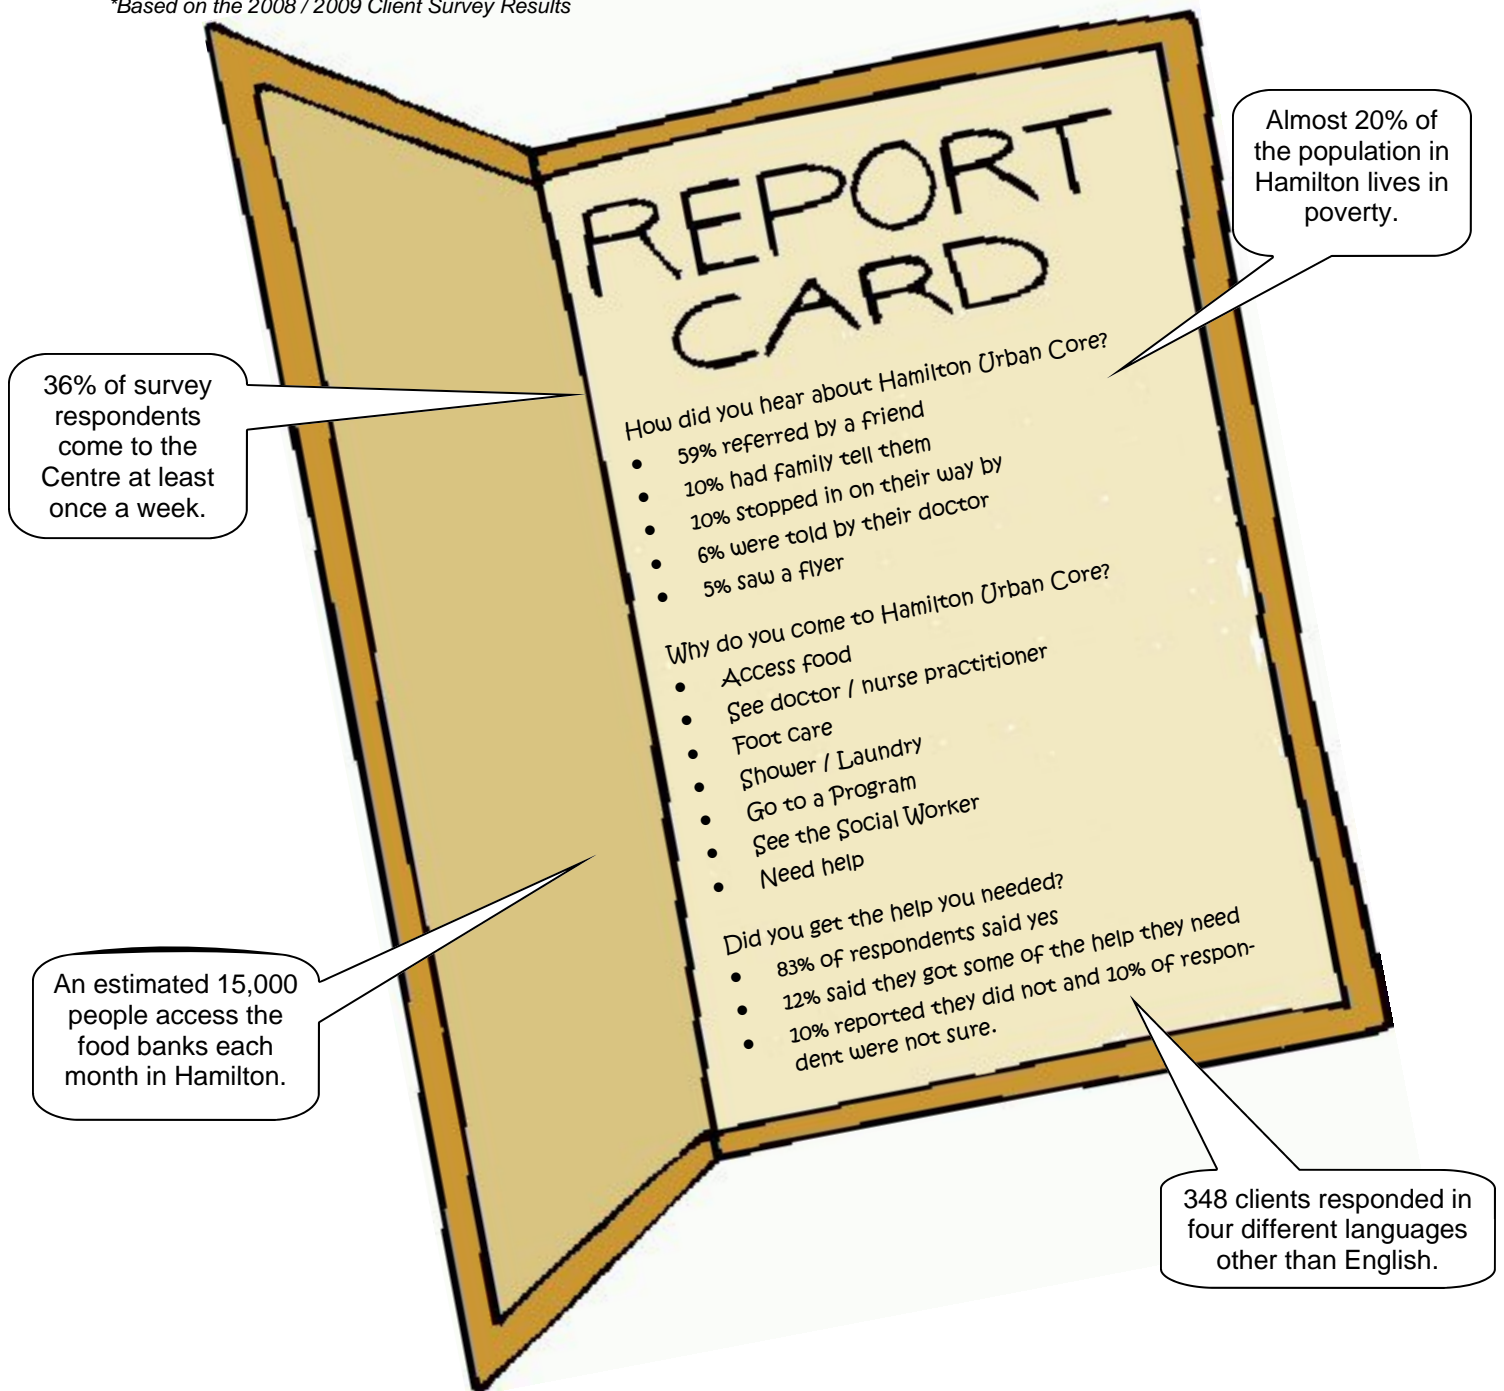 *Based on the 2008 / 2009 Client Survey Results
REPORT
CARD
Almost 20% of
the population in
Hamilton lives in
poverty.
36% of survey
respondents
come to the
Centre at least
once a week.
How did you hear about Hamilton Urban Core?
• 59% referred by a friend
• 10% had family tell them
• 10% stopped in on their way by
• 6% were told by their doctor
• 5% saw a flyer
Why do you come to Hamilton Urban Core?
• Access food
• See doctor / nurse practitioner
• Foot care
• Shower / Laundry
• Go to a Program
• See the Social Worker
• Need help
An estimated 15,000
people access the
food banks each
month in Hamilton.
Did you get the help you needed?
• 83% of respondents said yes
• 12% said they got some of the help they need
• 10% reported they did not and 10% of respon-
dent were not sure.
348 clients responded in
four different languages
other than English.